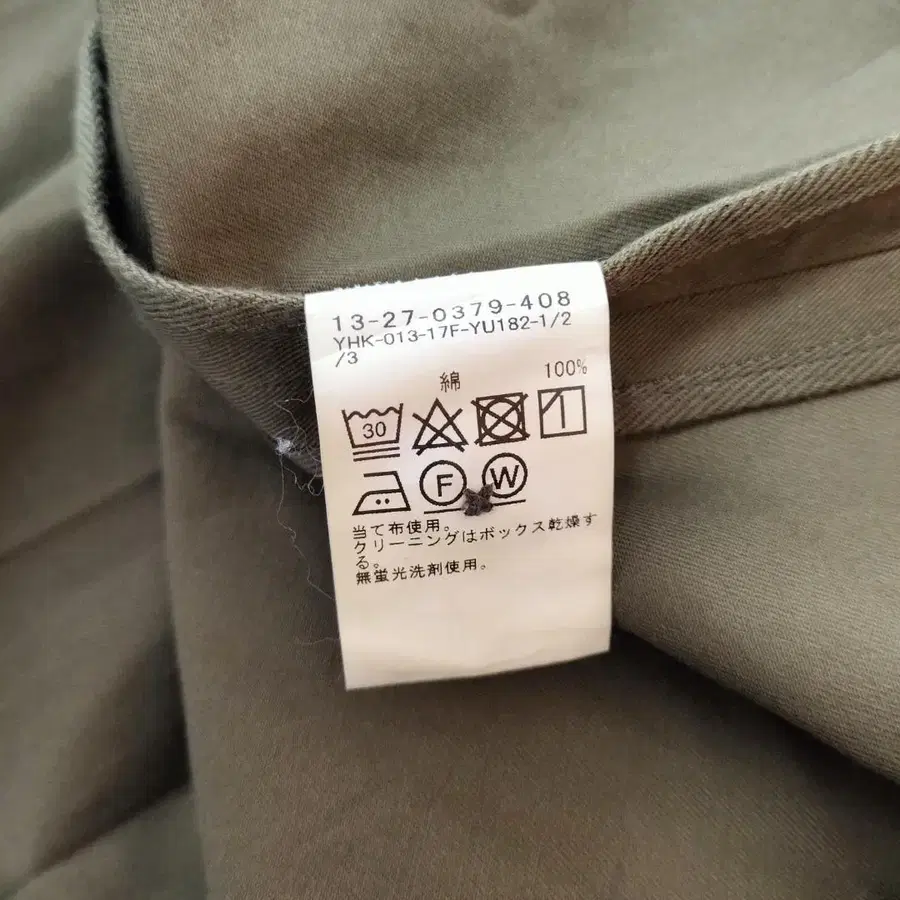 13-27-0379-408
YHK-013-17F-YU182-1/2
/3
綿 100%
30
F W
当て布使用。
クリーニングはボックス乾燥す
る。
無蛍光洗剤使用。